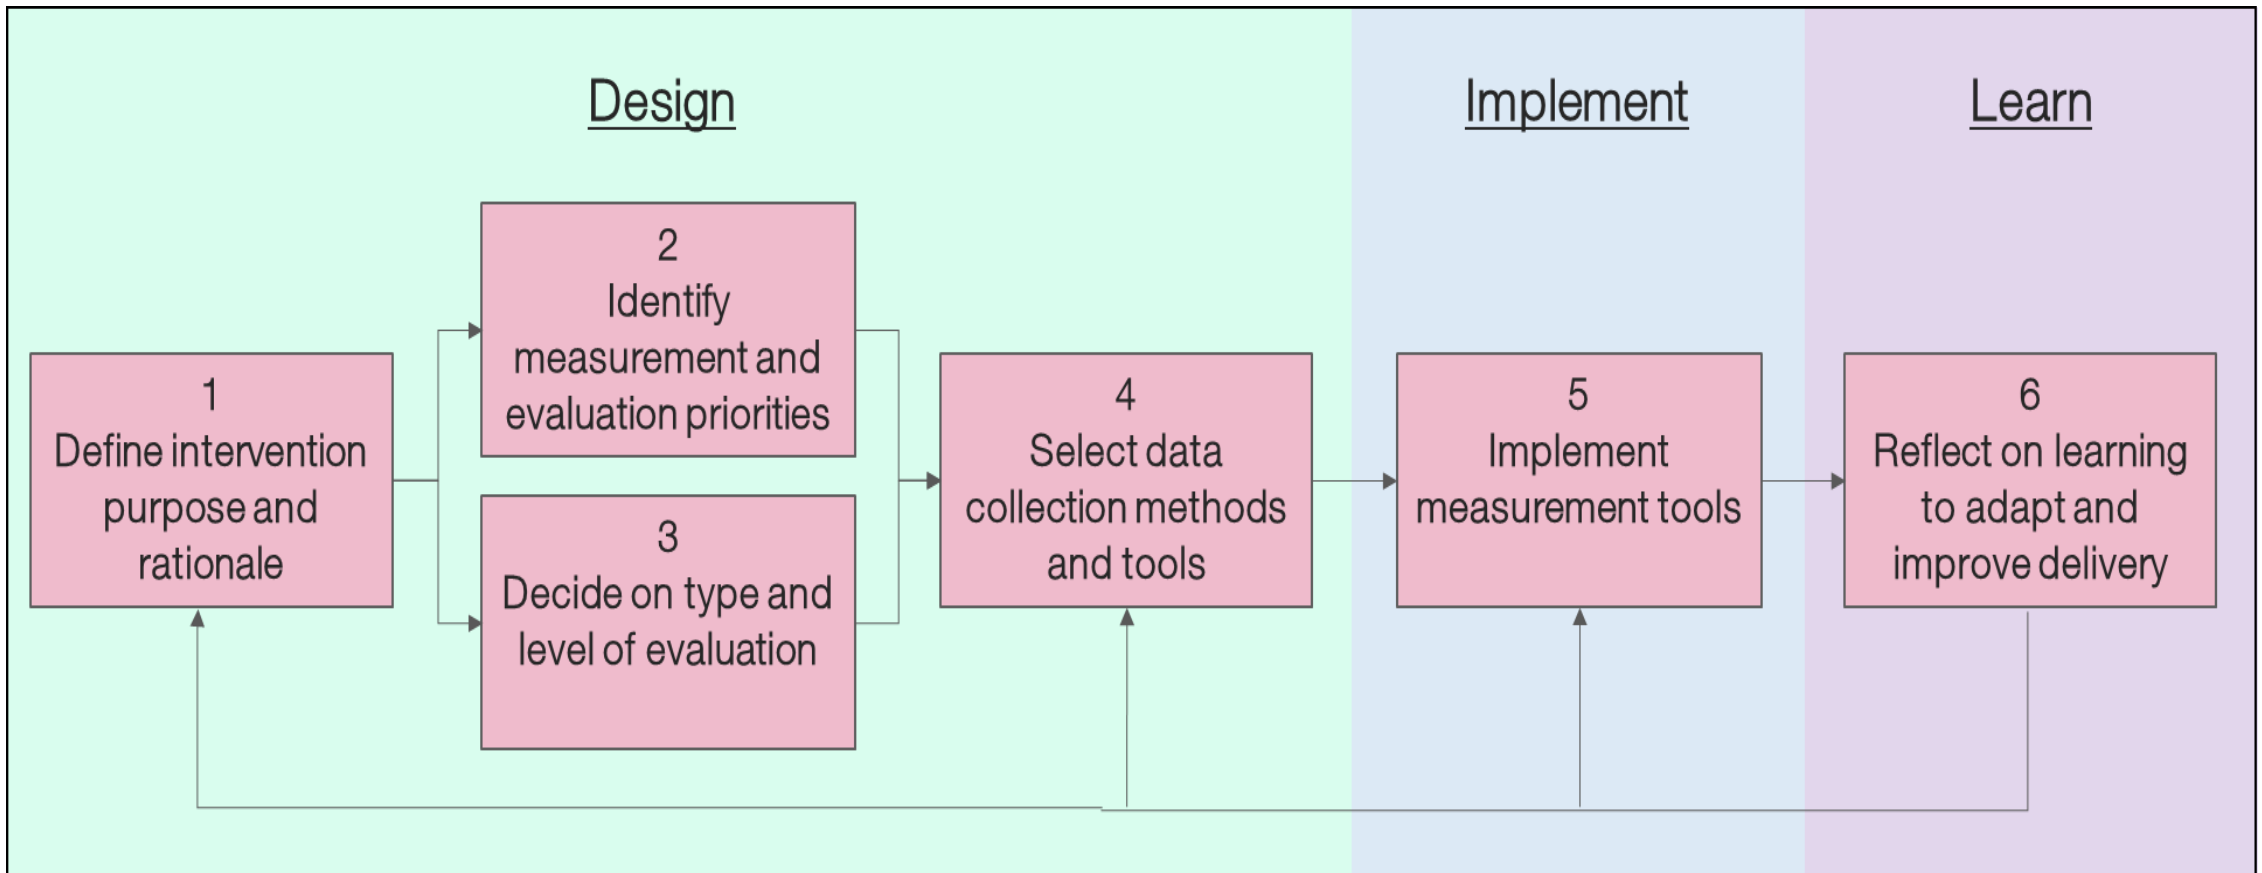 Design
Implement
Learn
1
Define intervention
purpose and
rationale
2
Identify
measurement and
evaluation priorities
3
Decide on type and
level of evaluation
4
Select data
collection methods
and tools
5
Implement
measurement tools
6
Reflect on learning
to adapt and
improve delivery